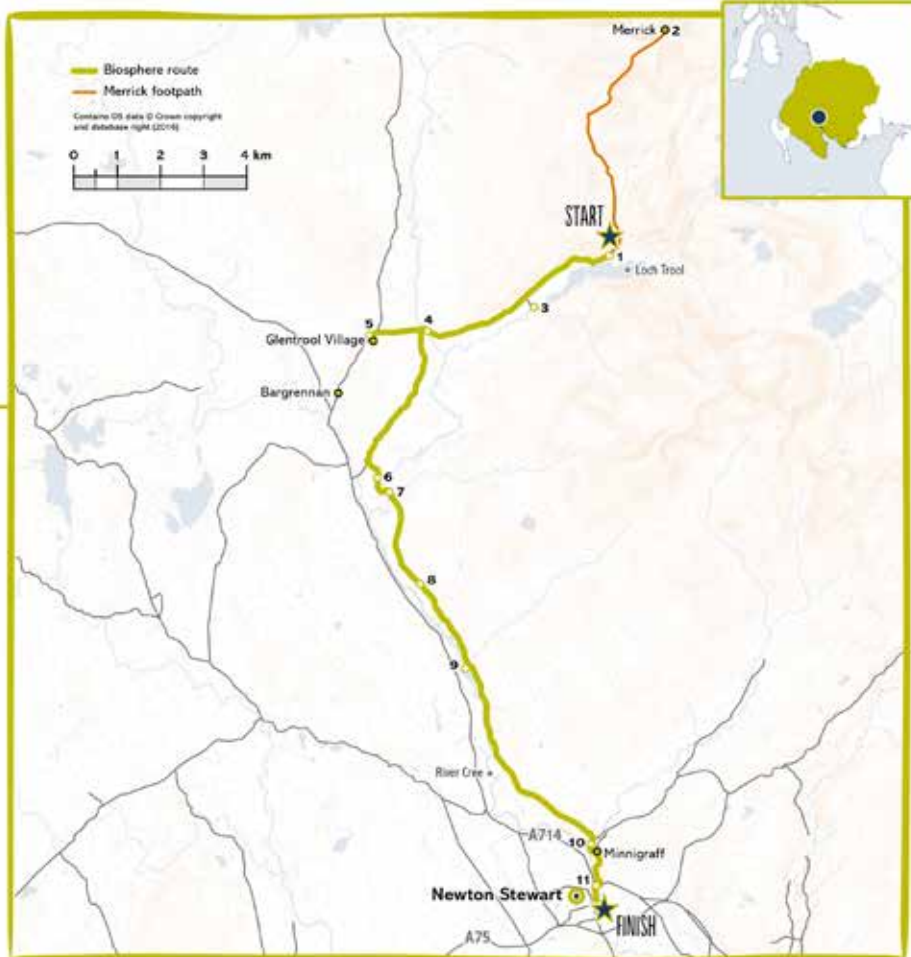 Merrick 2
Biosphere route
Merrick footpath
Contains OS data © Crown copyright
and database right (2016)
0 1 2 3 4 km
START
1
Loch Trool
3
4
5
Glentrool Village
Bargrennan
6
7
8
9
River Cree
A714
10
Minnigraff
11
Newton Stewart
FINISH
A75